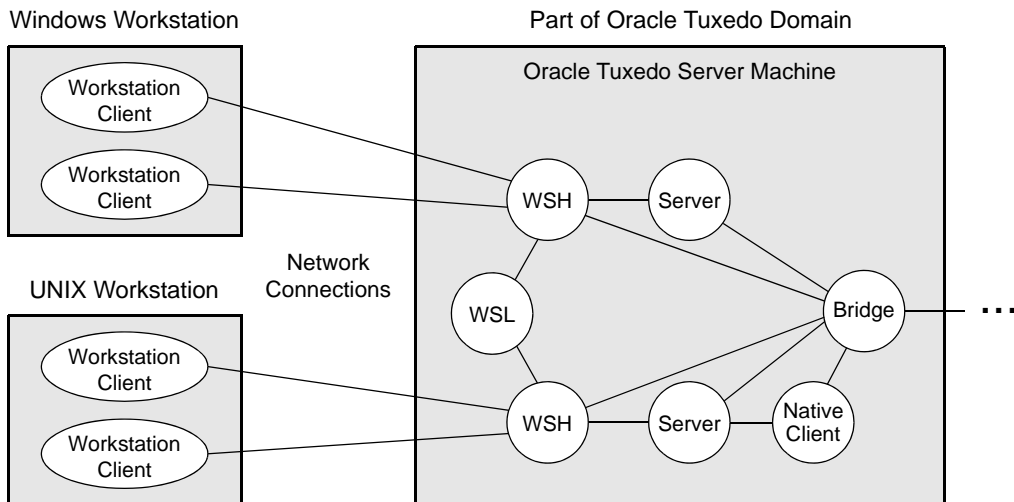 Windows Workstation
Part of Oracle Tuxedo Domain
Oracle Tuxedo Server Machine
Workstation
Client
Workstation
Client
WSH
Server
Network
Connections
UNIX Workstation
WSL
Bridge
...
Workstation
Client
Workstation
Client
WSH
Server
Native
Client